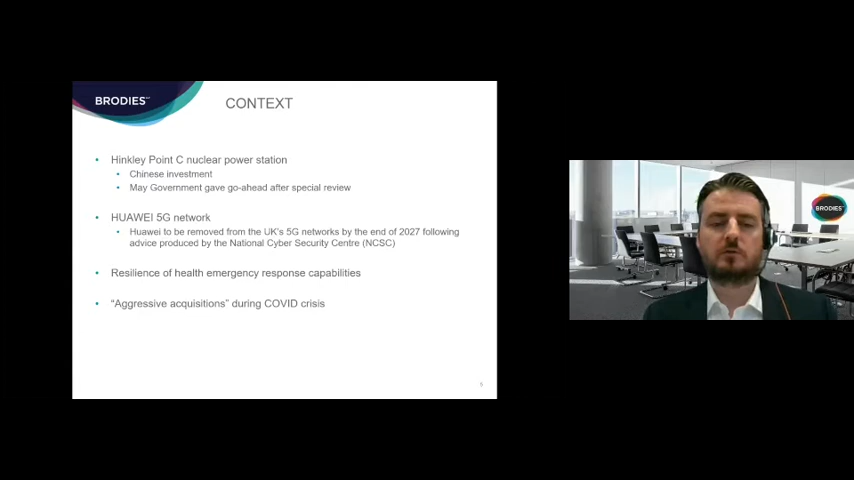 BRODIES LLP
CONTEXT
• Hinkley Point C nuclear power station
• Chinese investment
• May Government gave go-ahead after special review
• HUAWEI 5G network
• Huawei to be removed from the UK's 5G networks by the end of 2027 following
advice produced by the National Cyber Security Centre (NCSC)
• Resilience of health emergency response capabilities
• “Aggressive acquisitions” during COVID crisis
5
BRODIES